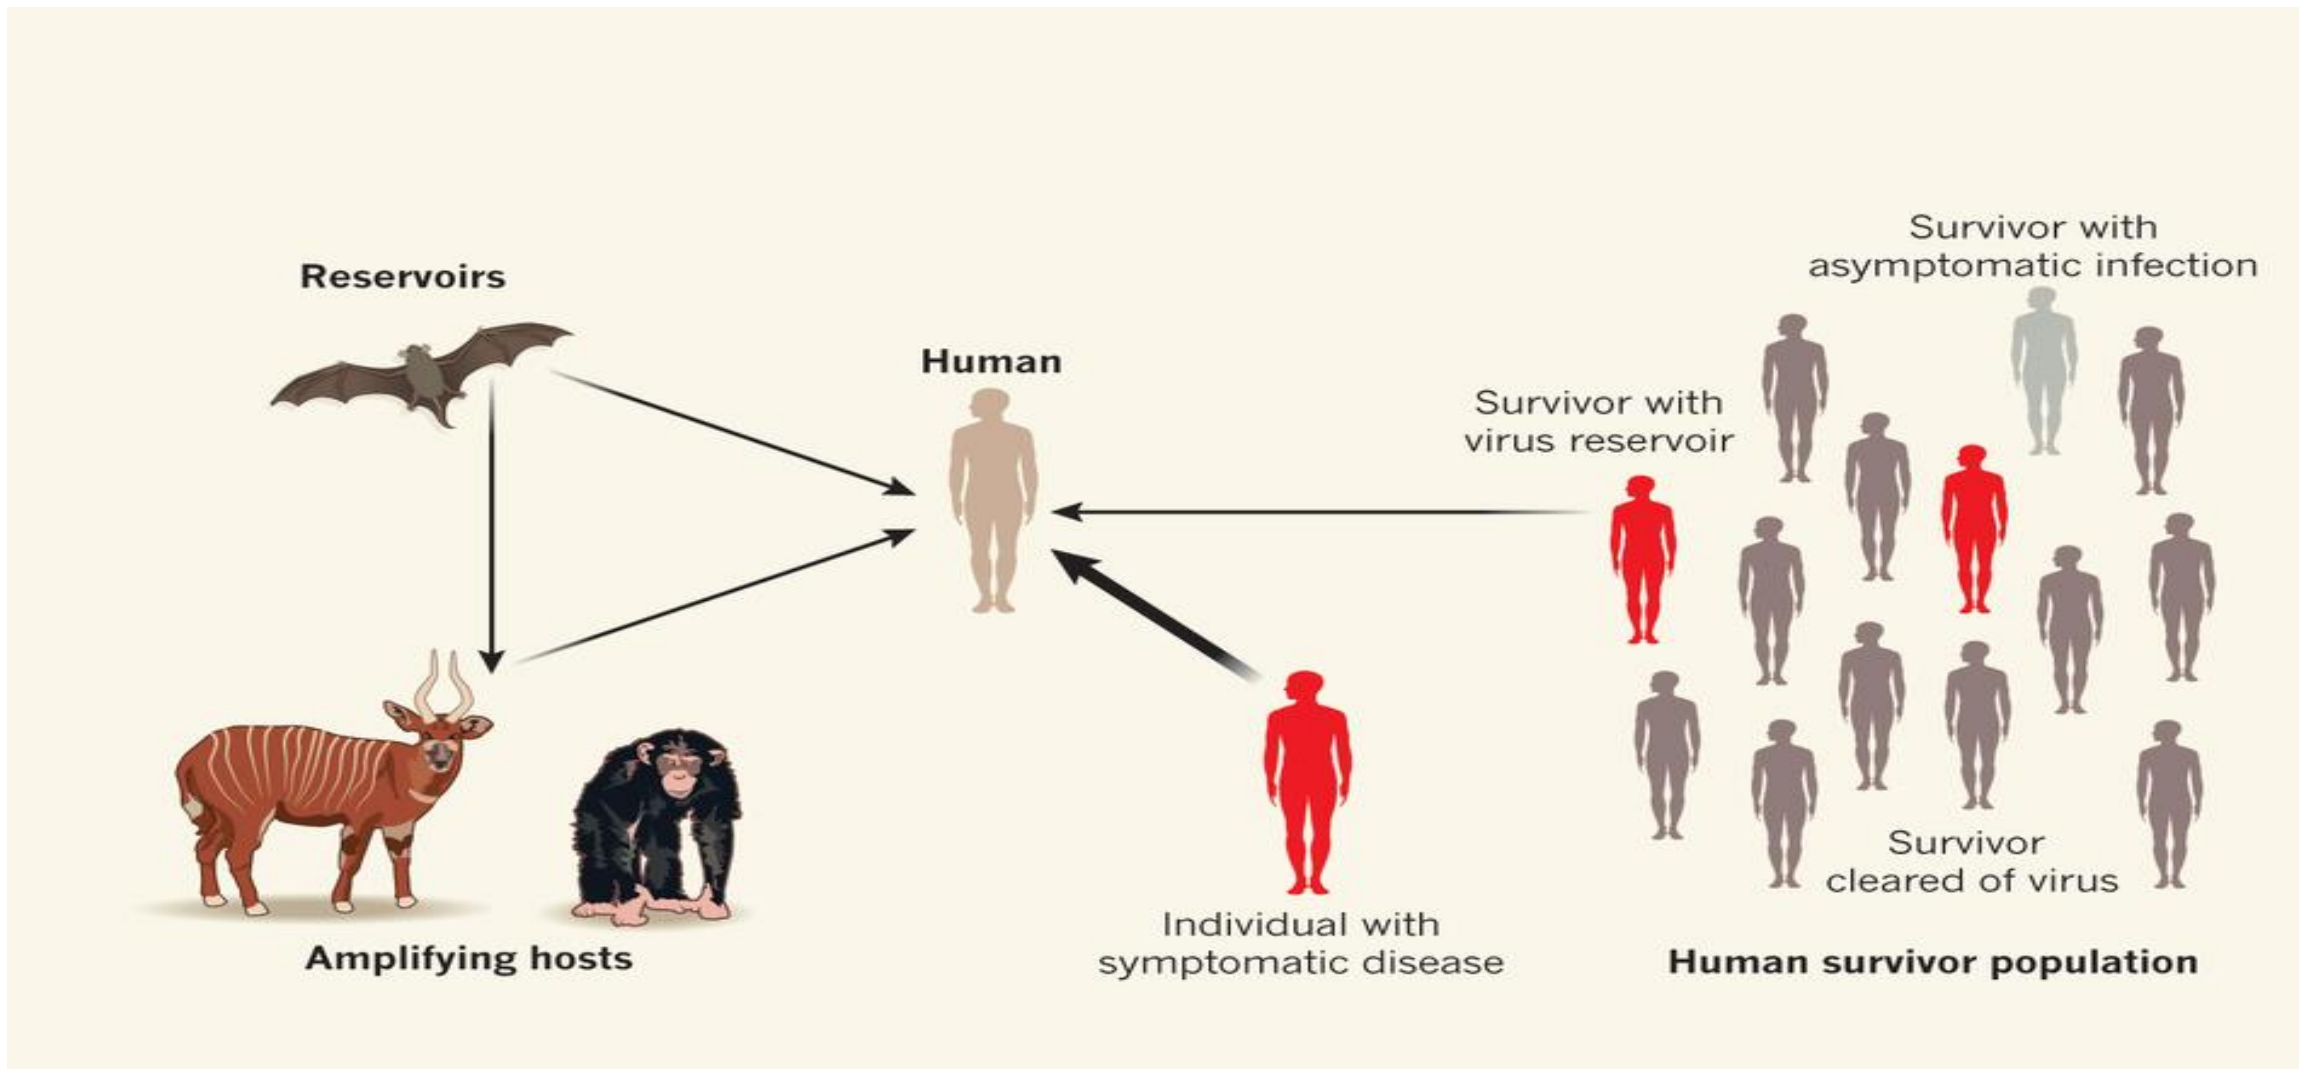 Reservoirs
Human
Amplifying hosts
Individual with
symptomatic disease
Survivor with
virus reservoir
Survivor with
asymptomatic infection
Survivor
cleared of virus
Human survivor population